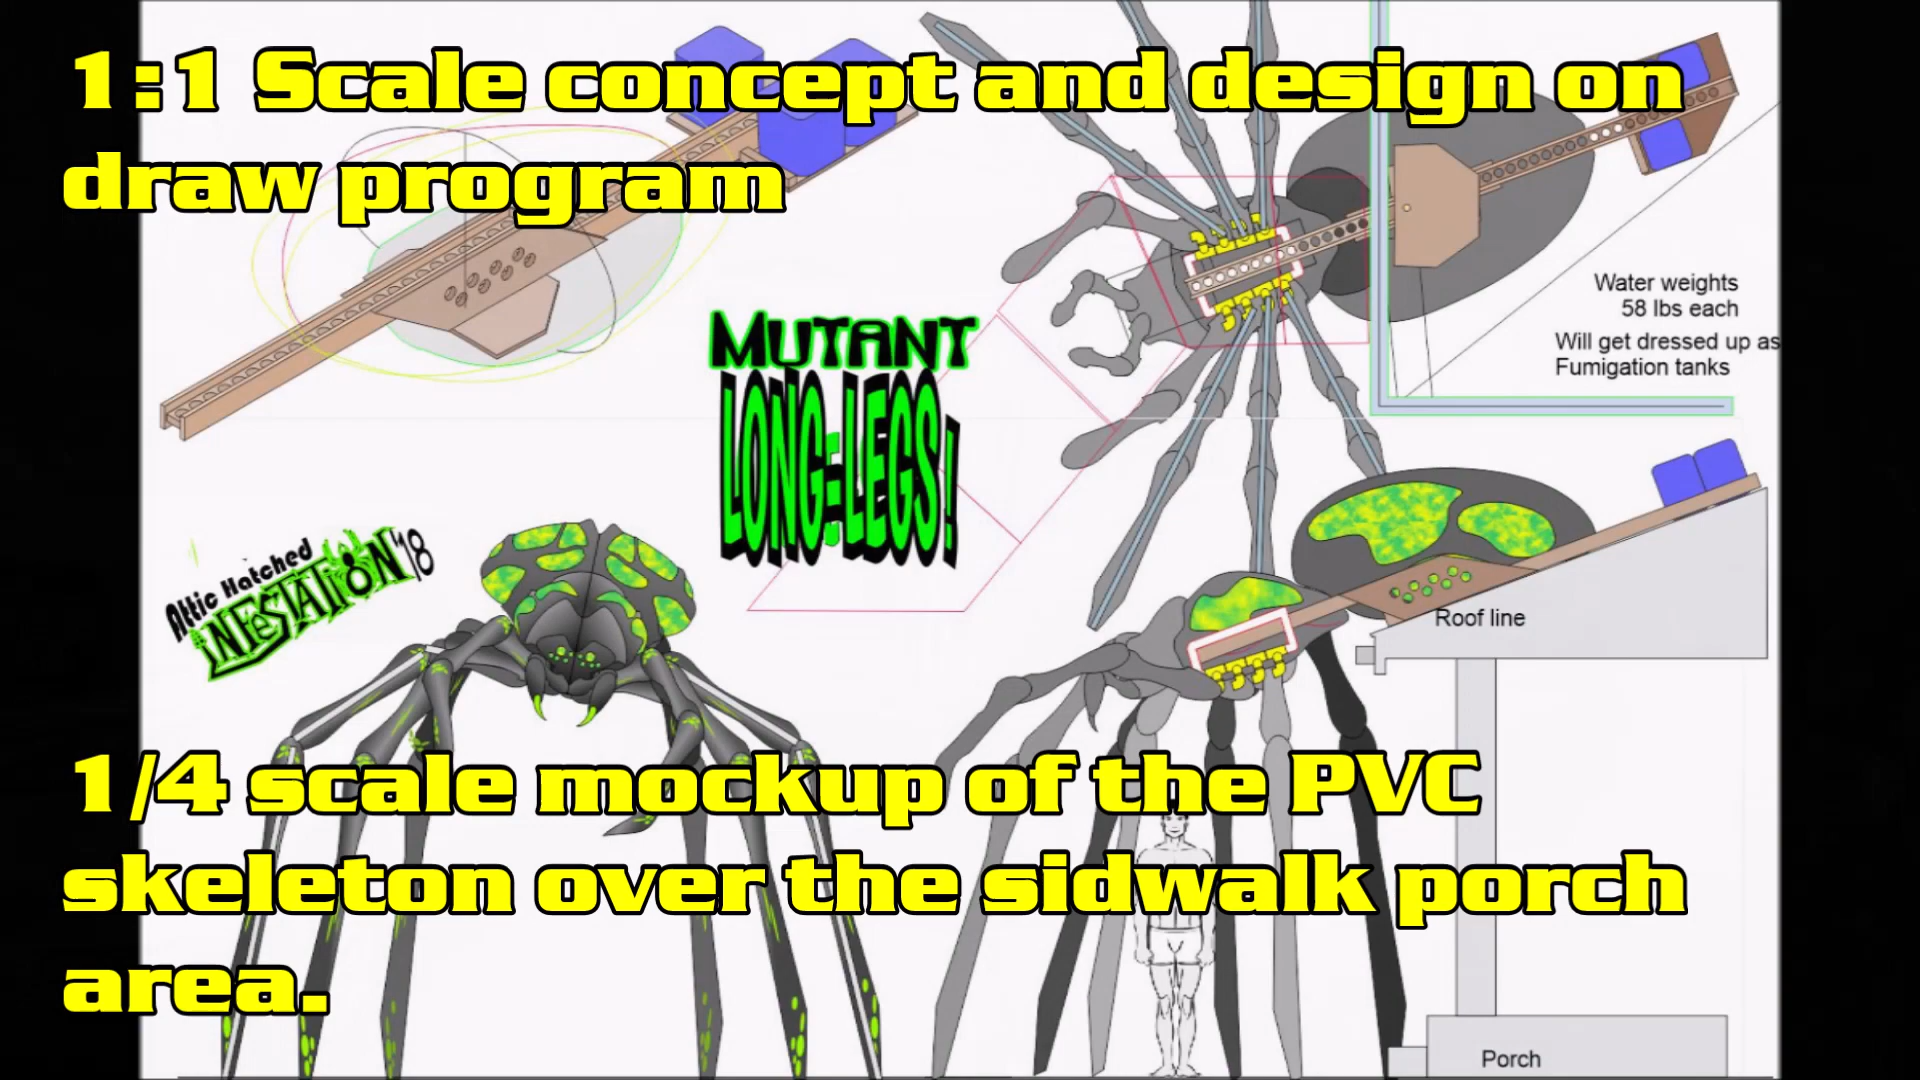 1:1 Scale concept and design on
draw program
Water weights
58 lbs each
Will get dressed up as
Fumigation tanks
MUTANT
LONG=LEGS!
Attic Hatched
INFESTATION '18
Roof line
1/4 scale mockup of the PVC
skeleton over the sidwalk porch
area.
Porch